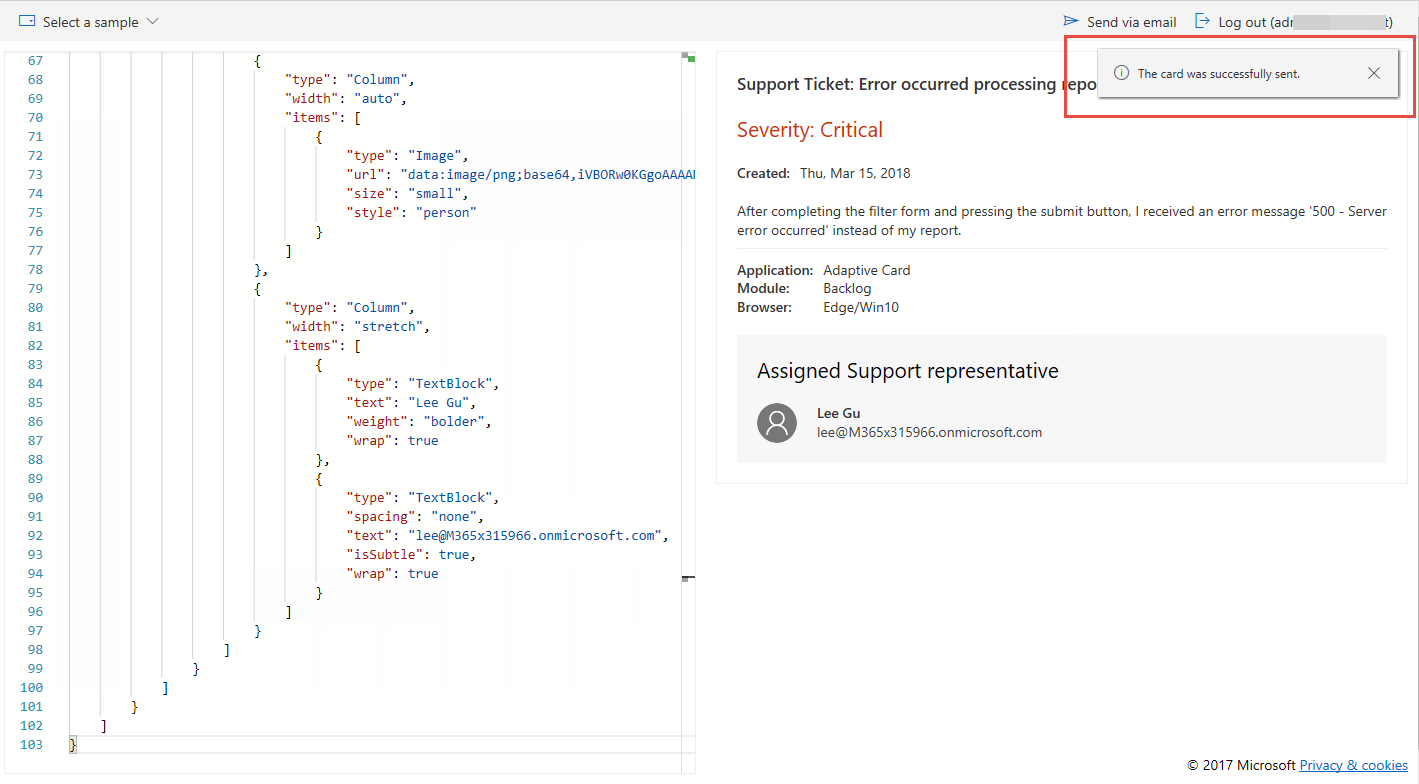 Select a sample
Send via email
Log out (adr t)
67 {
68 "type": "Column",
69 "width": "auto",
70 "items": [
71 {
72 "type": "Image",
73 "url": "data:image/png;base64,iVBORw0KGgoAAAAN
74 "size": "small",
75 "style": "person"
76 }
77 ]
78 },
79 {
80 "type": "Column",
81 "width": "stretch",
82 "items": [
83 {
84 "type": "TextBlock",
85 "text": "Lee Gu",
86 "weight": "bolder",
87 "wrap": true
88 },
89 {
90 "type": "TextBlock",
91 "spacing": "none",
92 "text": "lee@M365x315966.onmicrosoft.com",
93 "isSubtle": true,
94 "wrap": true
95 }
96 ]
97 }
98 ]
99 }
100 ]
101 }
102 ]
103 }
The card was successfully sent.
Support Ticket: Error occurred processing repo
Severity: Critical
Created: Thu, Mar 15, 2018
After completing the filter form and pressing the submit button, I received an error message '500 - Server
error occurred' instead of my report.
Application: Adaptive Card
Module: Backlog
Browser: Edge/Win10
Assigned Support representative
Lee Gu
lee@M365x315966.onmicrosoft.com
© 2017 Microsoft Privacy & cookies